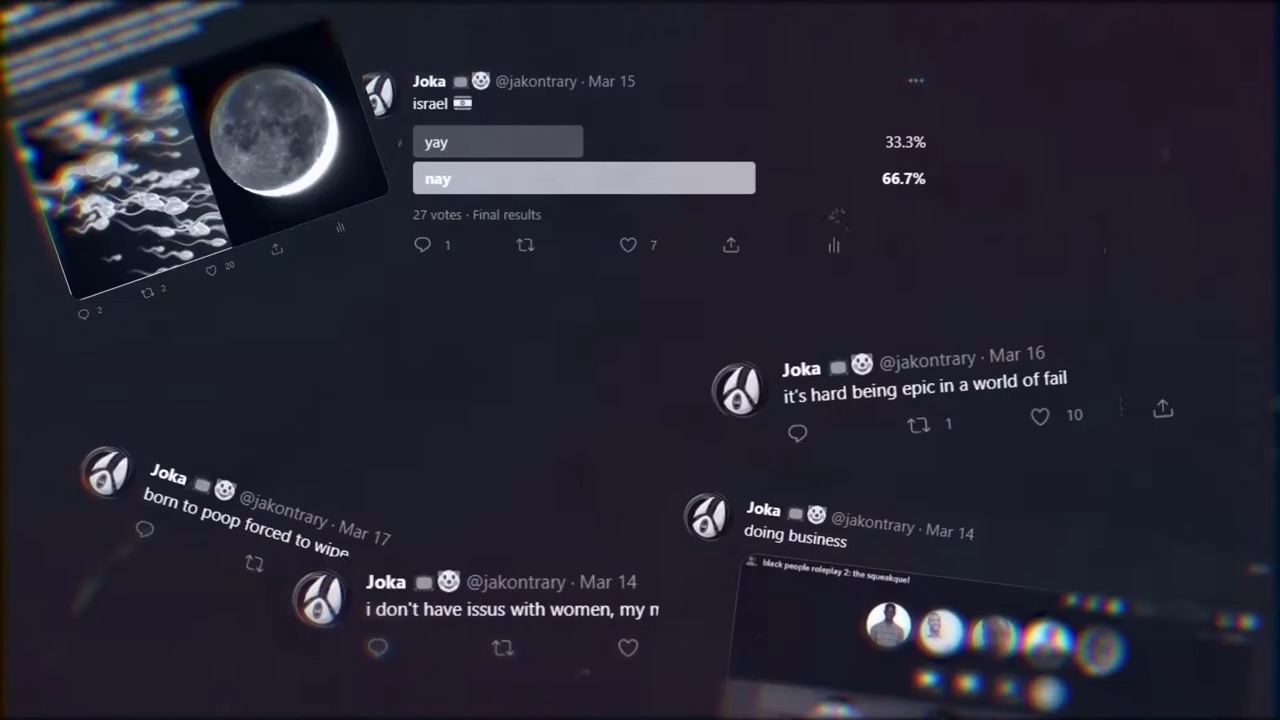 2
2
20
Joka @jakontrary · Mar 15
israel
yay 33.3%
nay 66.7%
27 votes · Final results
1
7
Joka @jakontrary · Mar 16
it's hard being epic in a world of fail
1
10
Joka @jakontrary · Mar 17
born to poop forced to wipe
Joka @jakontrary · Mar 14
i don't have issus with women, my
Joka @jakontrary · Mar 14
doing business
black people roleplay 2: the squeakquel